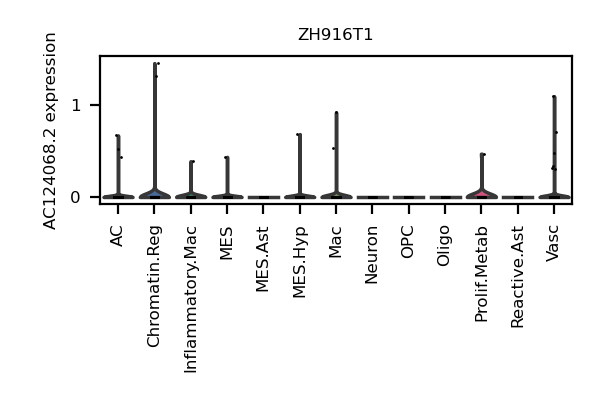 ZH916T1
AC124068.2 expression
1
0
AC
Chromatin.Reg
Inflammatory.Mac
MES
MES.Ast
MES.Hyp
Mac
Neuron
OPC
Oligo
Prolif.Metab
Reactive.Ast
Vasc